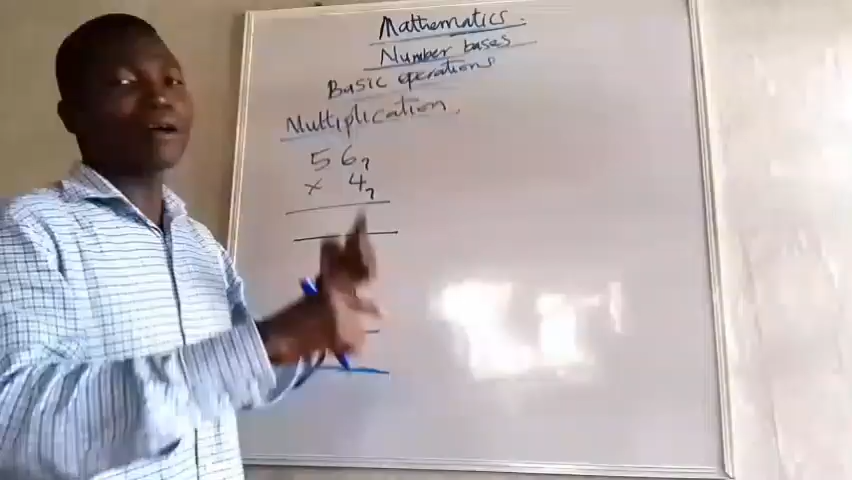 Mathematics.
Number bases
Basic operations
Multiplication.
56₇
× 4₇